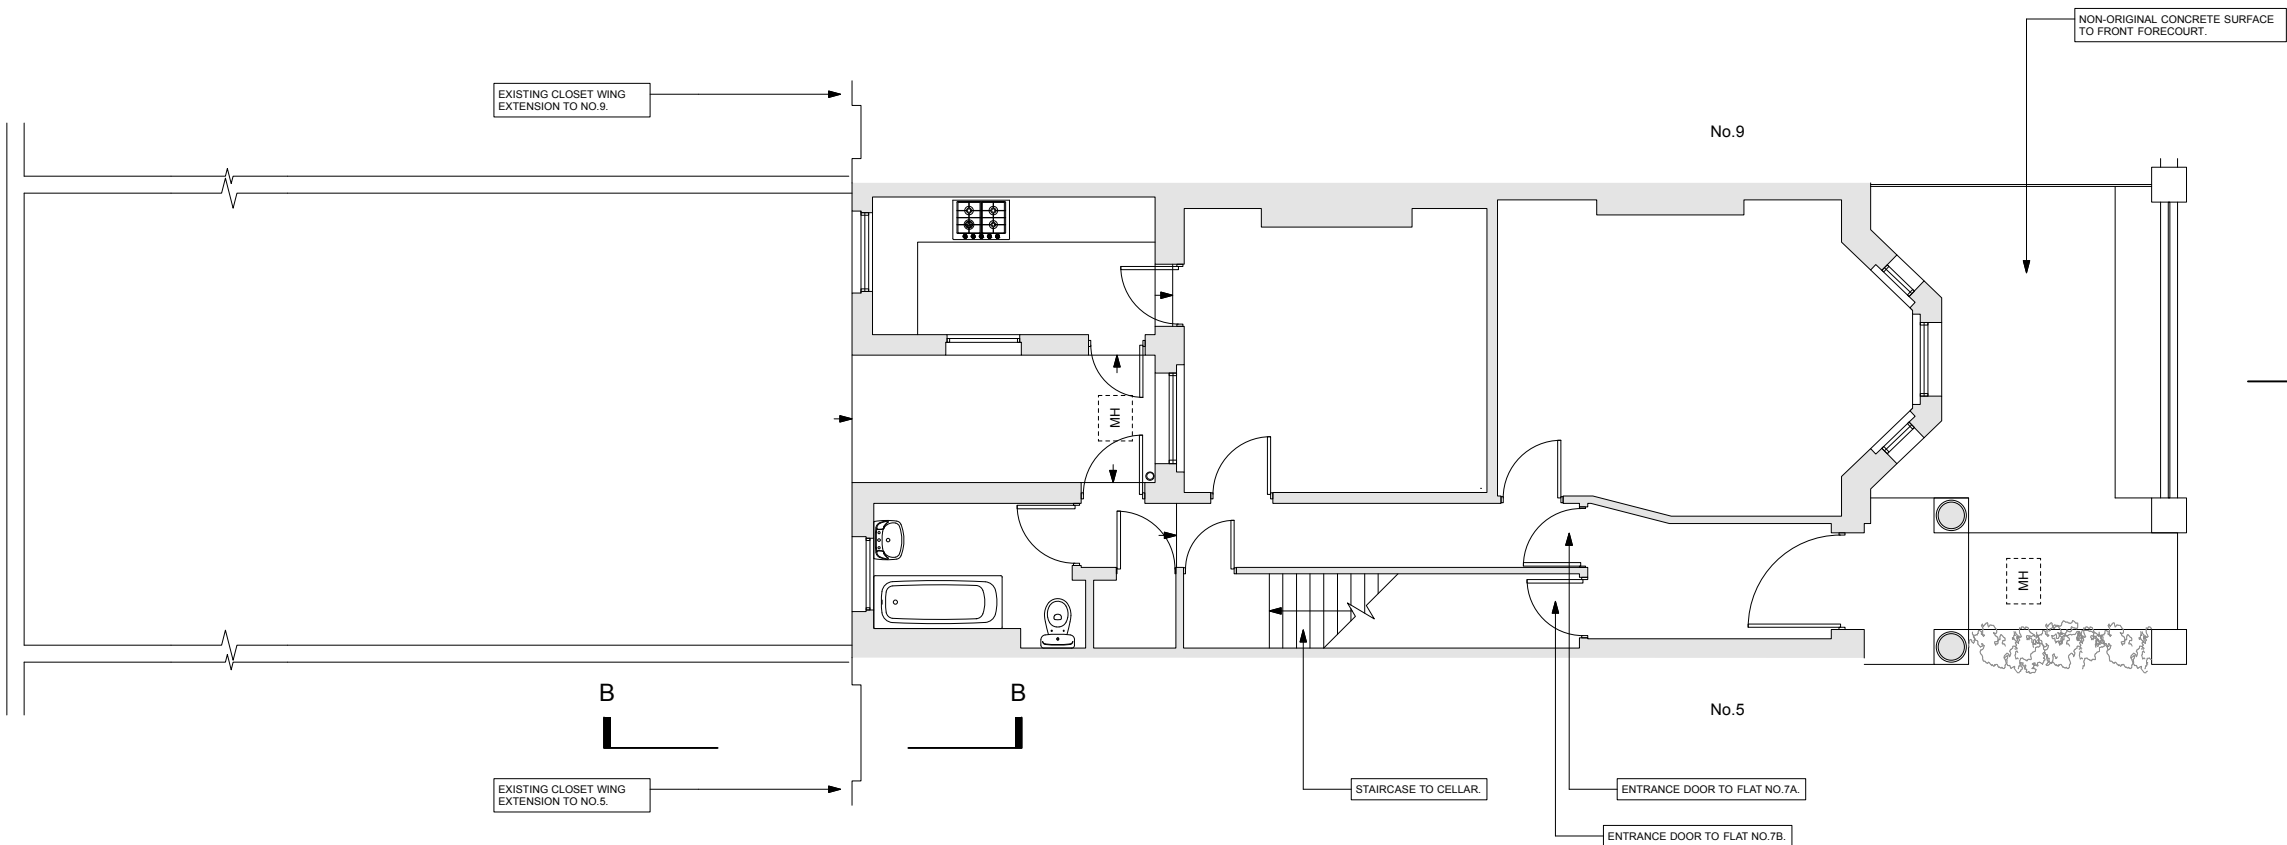 NON-ORIGINAL CONCRETE SURFACE
TO FRONT FORECOURT.
EXISTING CLOSET WING
EXTENSION TO NO.9.
No.9
MH
MH
B
B
No.5
EXISTING CLOSET WING
EXTENSION TO NO.5.
STAIRCASE TO CELLAR.
ENTRANCE DOOR TO FLAT NO.7A.
ENTRANCE DOOR TO FLAT NO.7B.